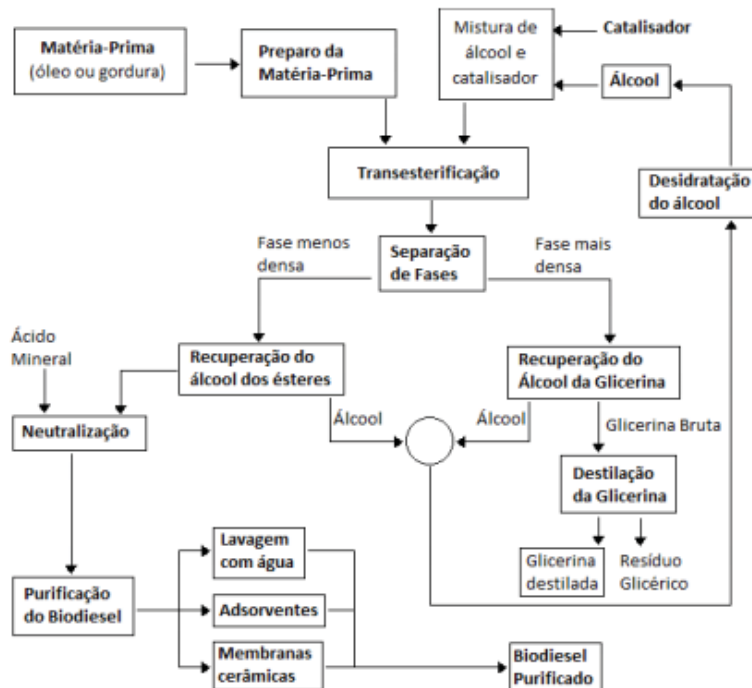 Matéria-Prima
(óleo ou gordura)
Preparo da
Matéria-Prima
Mistura de
álcool e
catalisador
Catalisador
Álcool
Transesterificação
Desidratação
do álcool
Fase menos
densa
Separação
de Fases
Fase mais
densa
Ácido
Mineral
Recuperação do
álcool dos ésteres
Recuperação do
Álcool da Glicerina
Neutralização
Álcool
Álcool
Glicerina Bruta
Destilação
da Glicerina
Glicerina
destilada
Resíduo
Glicérico
Purificação
do Biodiesel
Lavagem
com água
Adsorventes
Membranas
cerâmicas
Biodiesel
Purificado